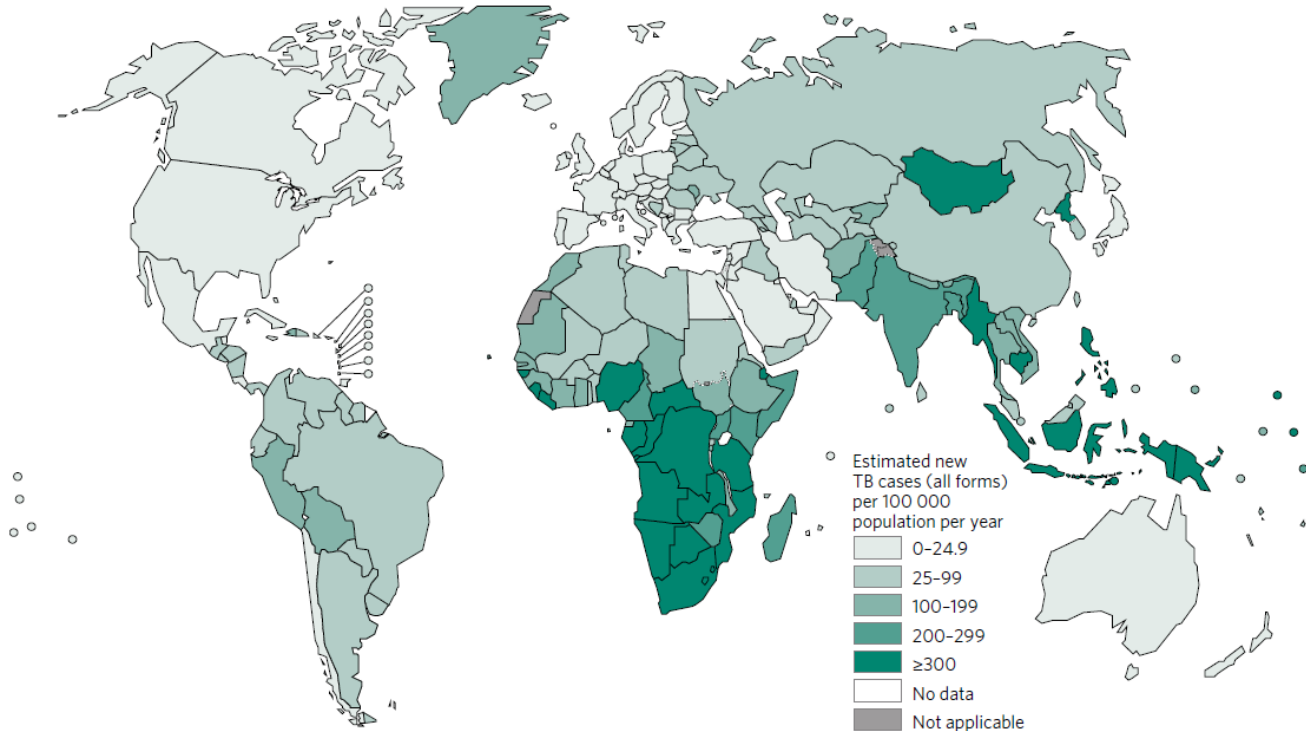 Estimated new
TB cases (all forms)
per 100 000
population per year
0–24.9
25–99
100–199
200–299
≥300
No data
Not applicable